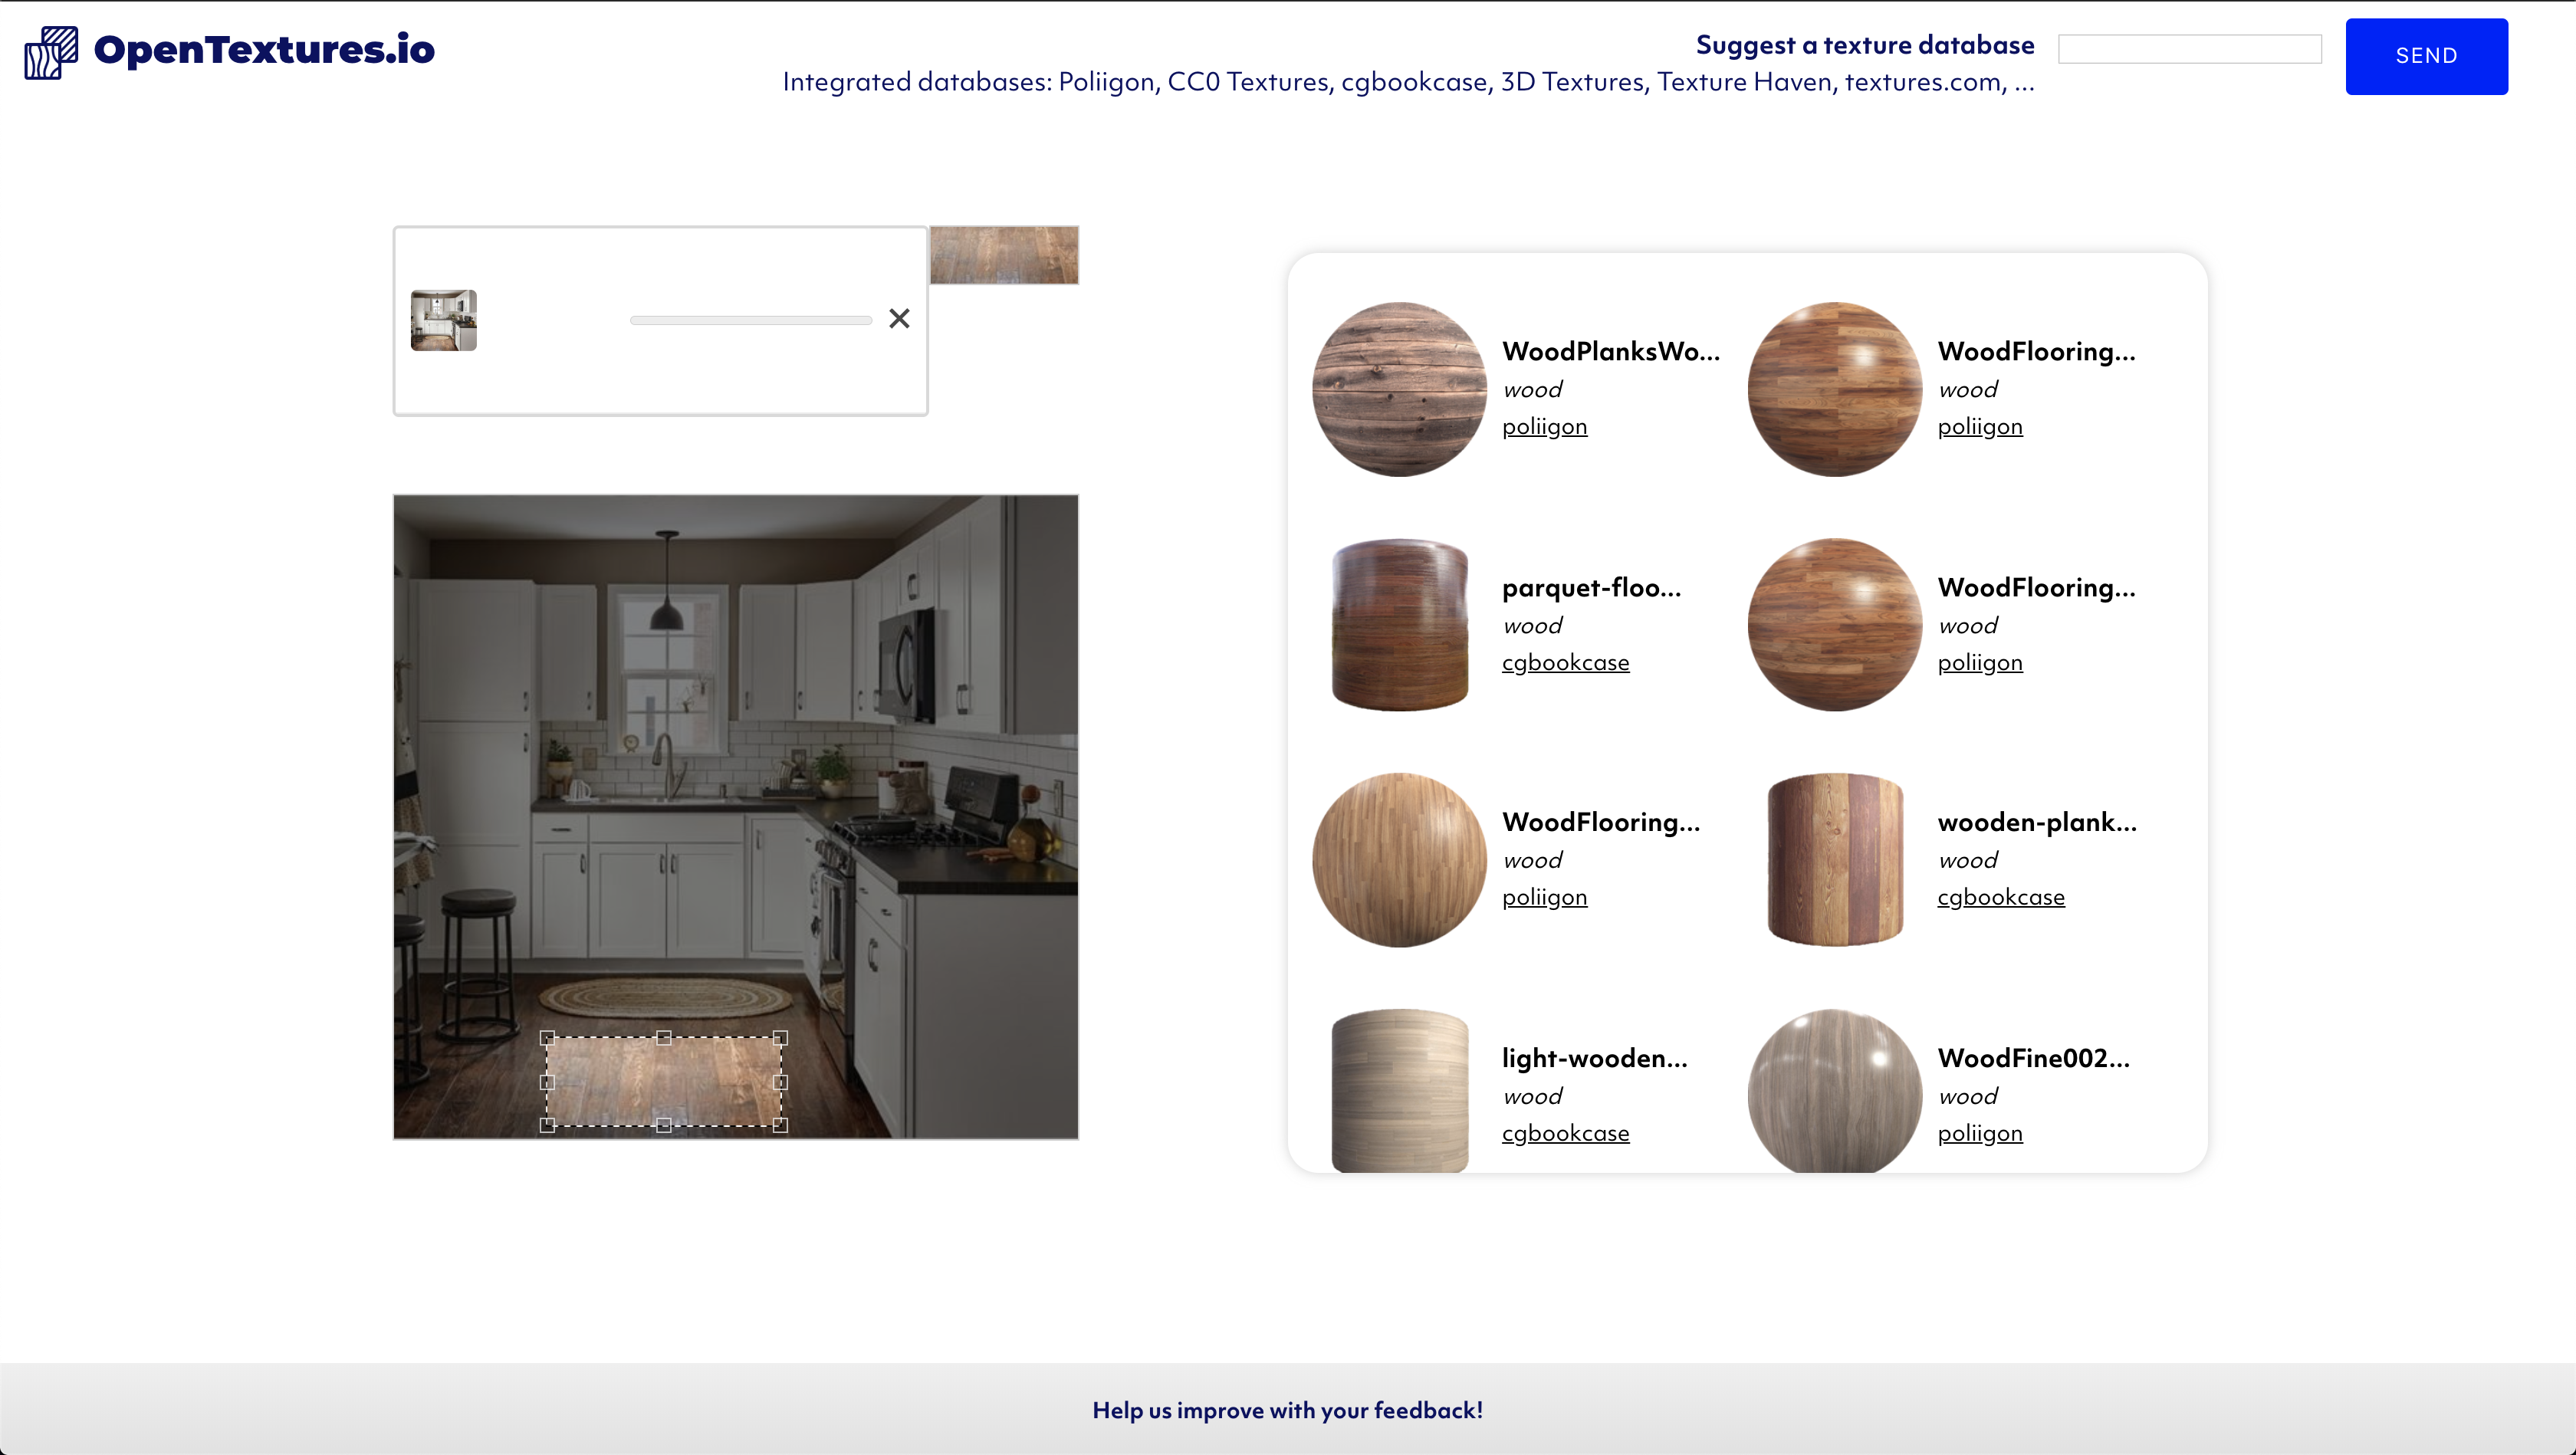 OpenTextures.io
Suggest a texture database
SEND
Integrated databases: Poliigon, CC0 Textures, cgbookcase, 3D Textures, Texture Haven, textures.com, ...
WoodPlanksWo...
wood
poliigon
WoodFlooring...
wood
poliigon
parquet-floo...
wood
cgbookcase
WoodFlooring...
wood
poliigon
WoodFlooring...
wood
poliigon
wooden-plank...
wood
cgbookcase
light-wooden...
wood
cgbookcase
WoodFine002...
wood
poliigon
Help us improve with your feedback!